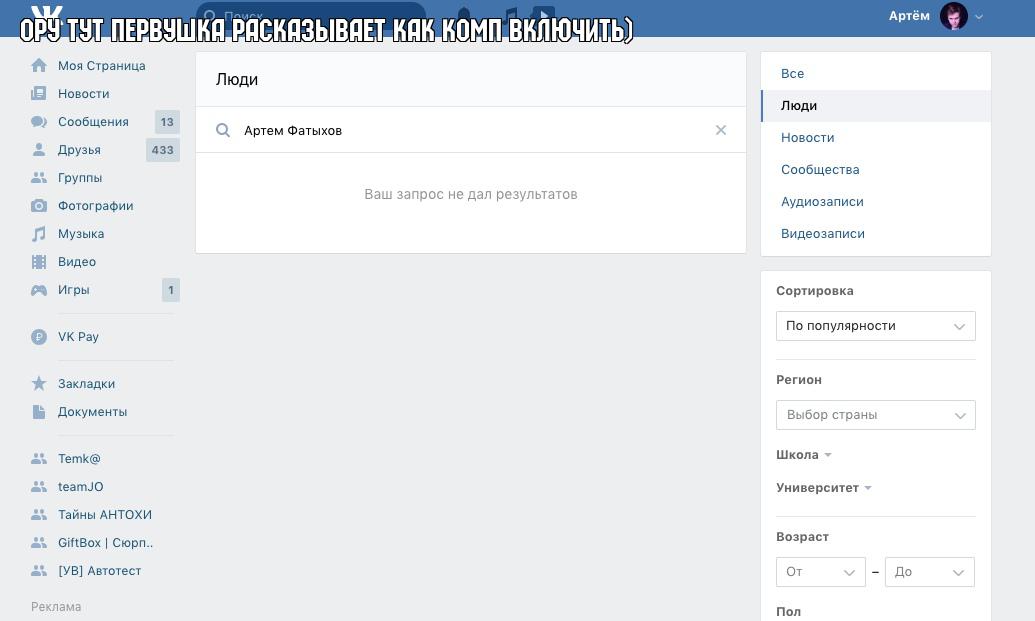 Поиск
Артём
ОРУ ТУТ ПЕРВУШКА РАСКАЗЫВАЕТ КАК КОМП ВКЛЮЧИТЬ)
Моя Страница
Новости
Сообщения 13
Друзья 433
Группы
Фотографии
Музыка
Видео
Игры 1
VK Pay
Закладки
Документы
Temk@
teamJO
Тайны АНТОХИ
GiftBox | Сюрп..
[УВ] Автотест
Реклама
Люди
Артем Фатыхов
Ваш запрос не дал результатов
Все
Люди
Новости
Сообщества
Аудиозаписи
Видеозаписи
Сортировка
По популярности
Регион
Выбор страны
Школа
Университет
Возраст
От – До
Пол